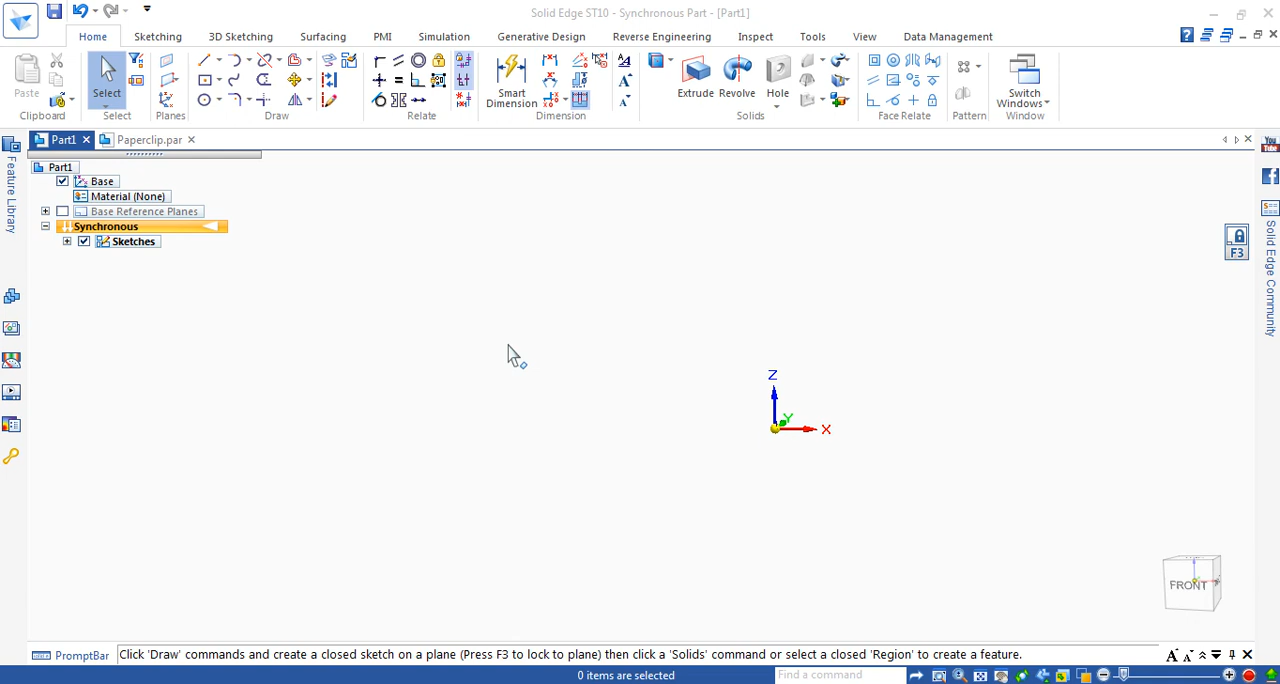 Solid Edge ST10 - Synchronous Part - [Part1]
Home Sketching 3D Sketching Surfacing PMI Simulation Generative Design Reverse Engineering Inspect Tools View Data Management
Paste Select Smart Dimension Extrude Revolve Hole Switch Windows
Clipboard Select Planes Draw Relate Dimension Solids Face Relate Pattern Window
Part1 Paperclip.par
Part1
Base
Material (None)
Base Reference Planes
Synchronous
Sketches
Feature Library
You Tube
Solid Edge Community
F3
Z
Y
X
FRONT
PromptBar Click 'Draw' commands and create a closed sketch on a plane (Press F3 to lock to plane) then click a 'Solids' command or select a closed 'Region' to create a feature.
0 items are selected Find a command